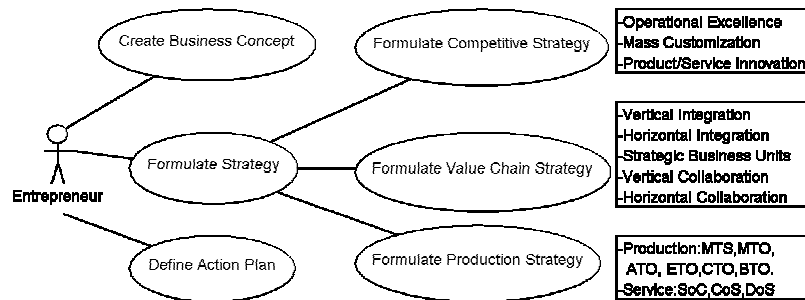 Create Business Concept
Formulate Competitive Strategy
-Operational Excellence
-Mass Customization
-Product/Service Innovation
Entrepreneur
Formulate Strategy
Formulate Value Chain Strategy
-Vertical Integration
-Horizontal Integration
-Strategic Business Units
-Vertical Collaboration
-Horizontal Collaboration
Define Action Plan
Formulate Production Strategy
-Production:MTS,MTO,
ATO, ETO,CTO,BTO.
-Service:SoC,CoS,DoS